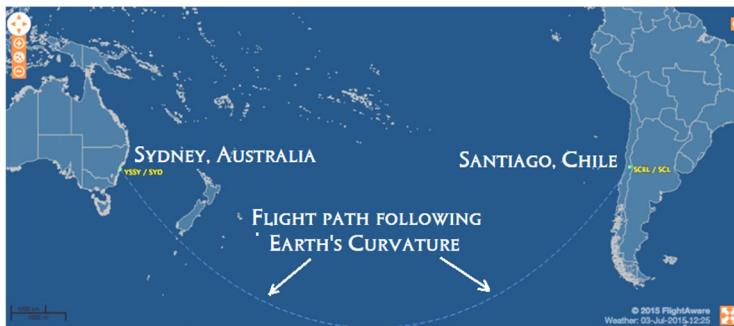 SYDNEY, AUSTRALIA
YSSY / SYD
SANTIAGO, CHILE
SCEL / SCL
FLIGHT PATH FOLLOWING
EARTH'S CURVATURE
© 2015 FlightAware
Weather: 03-Jul-2015-12:25